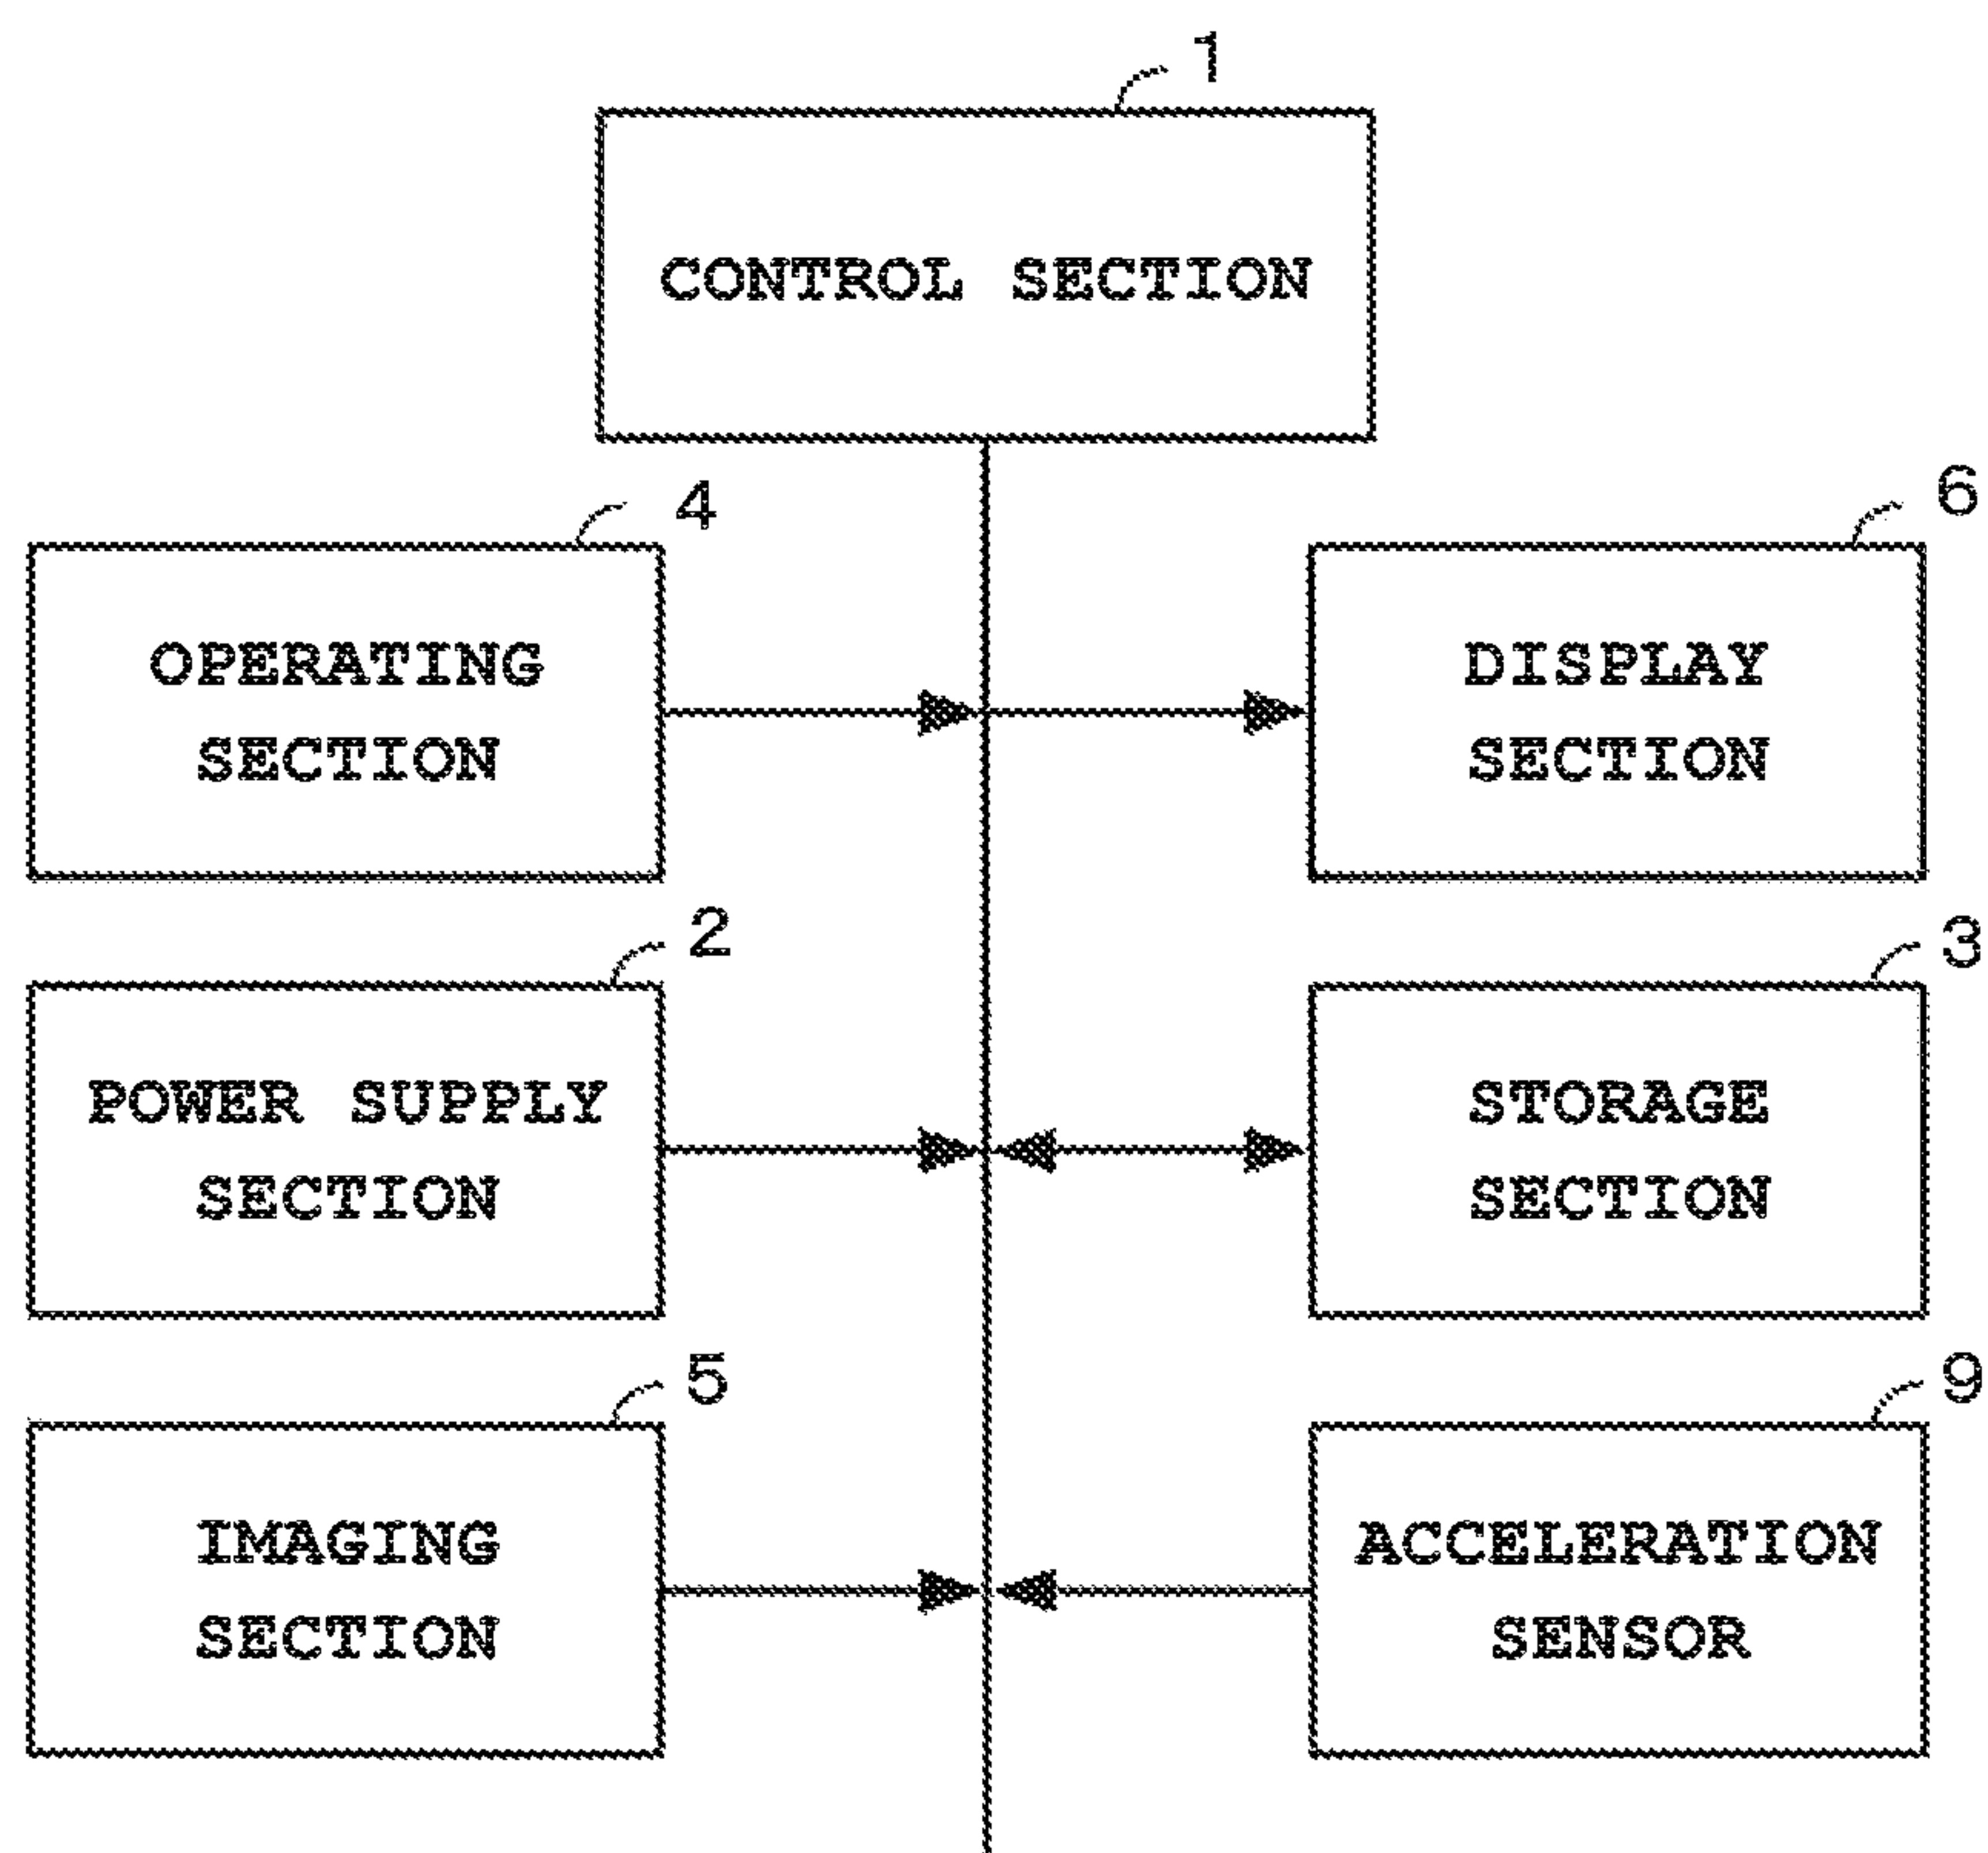 1
CONTROL SECTION
4
6
OPERATING
SECTION
DISPLAY
SECTION
2
3
POWER SUPPLY
SECTION
STORAGE
SECTION
5
9
IMAGING
SECTION
ACCELERATION
SENSOR